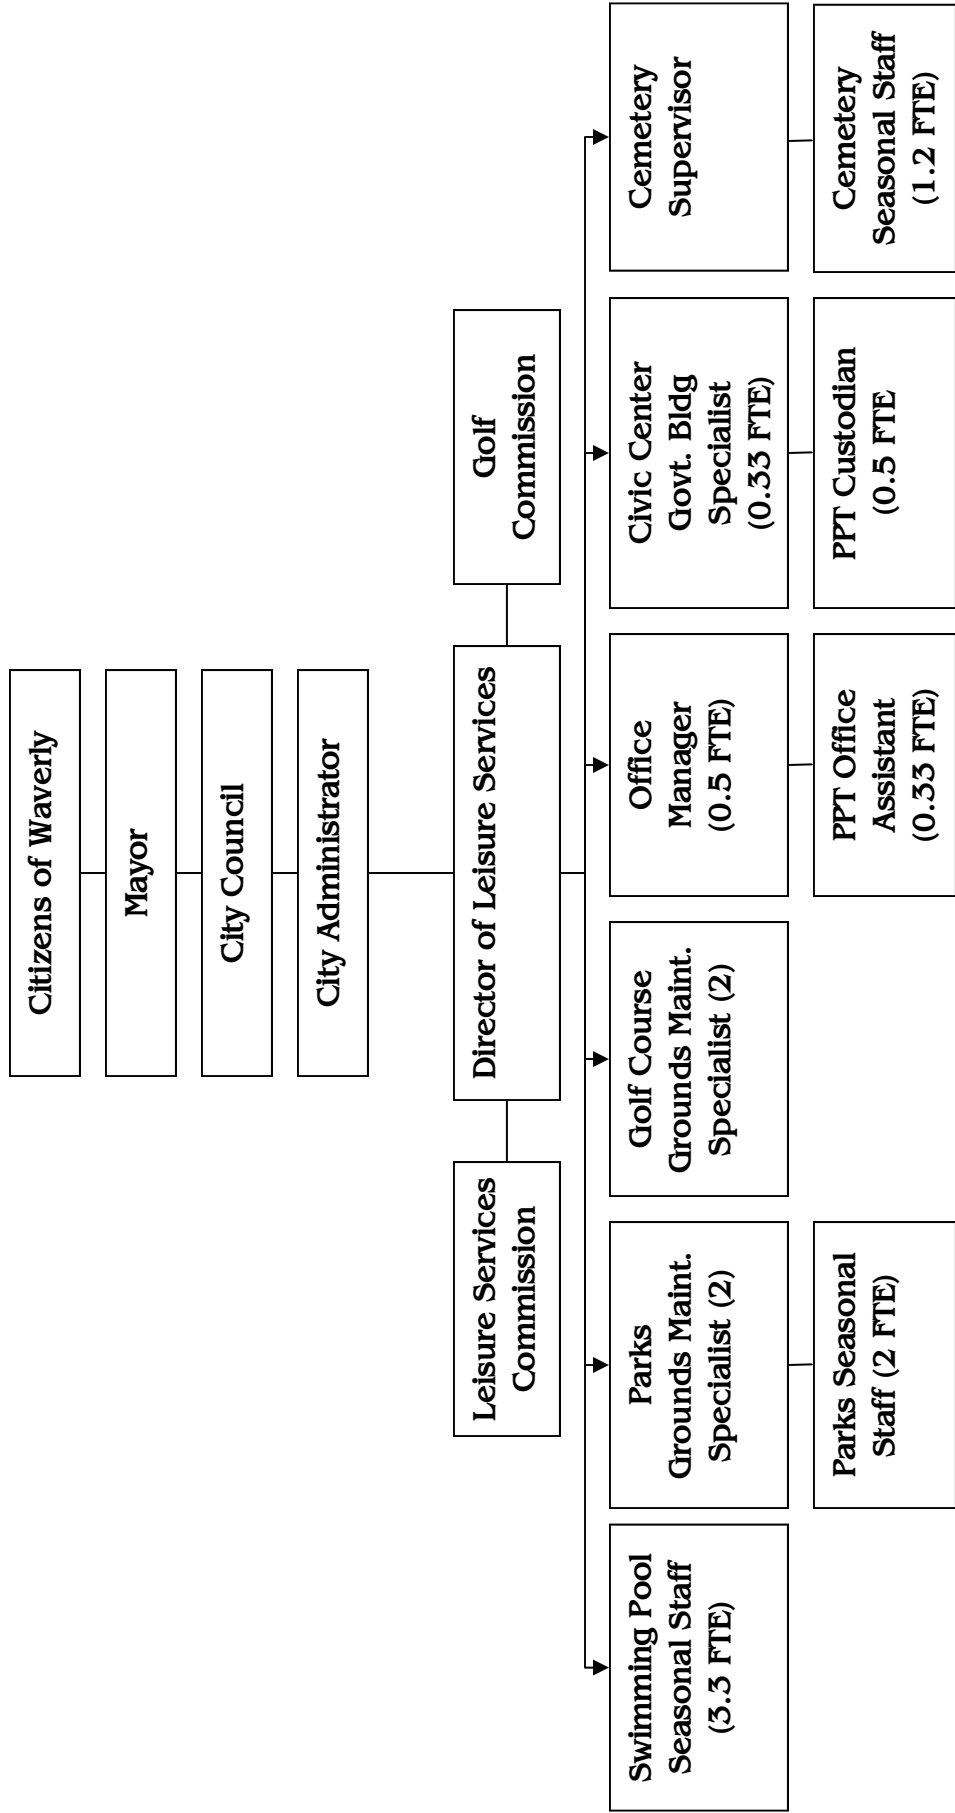 Citizens of Waverly
Mayor
City Council
City Administrator
Leisure Services
Commission
Director of Leisure Services
Golf
Commission
Swimming Pool
Seasonal Staff
(3.3 FTE)
Parks
Grounds Maint.
Specialist (2)
Golf Course
Grounds Maint.
Specialist (2)
Office
Manager
(0.5 FTE)
Civic Center
Govt. Bldg
Specialist
(0.33 FTE)
Cemetery
Supervisor
Parks Seasonal
Staff (2 FTE)
PPT Office
Assistant
(0.33 FTE)
PPT Custodian
(0.5 FTE
Cemetery
Seasonal Staff
(1.2 FTE)